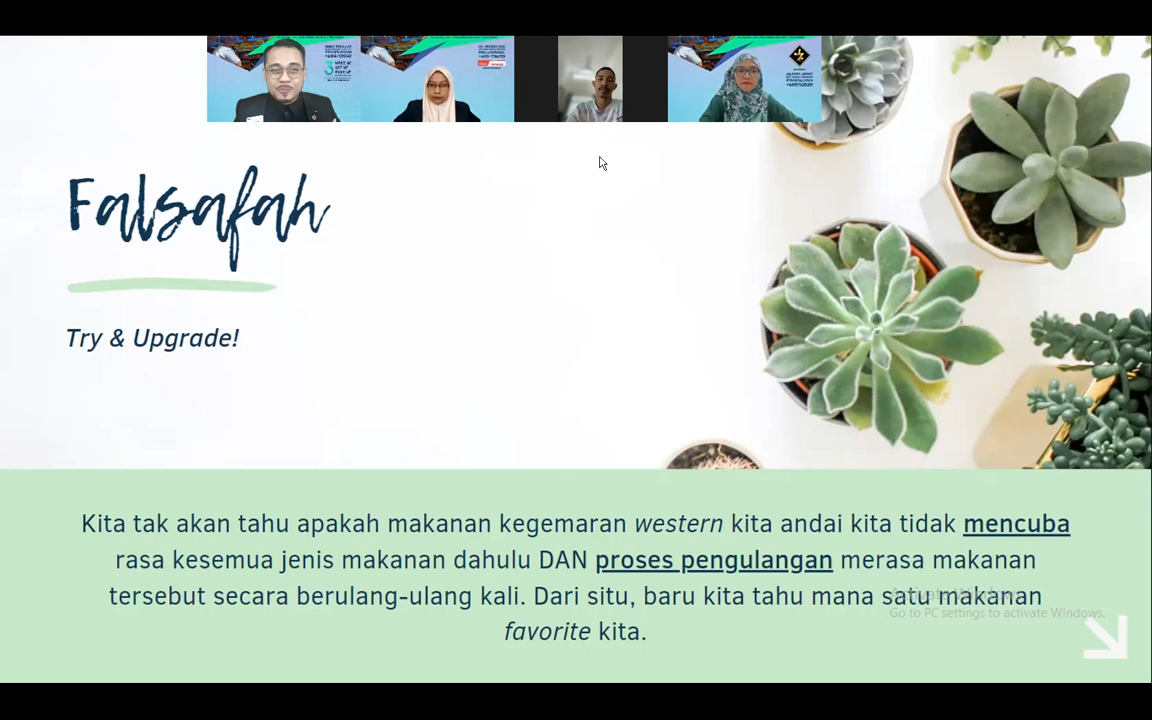 Falsafah
Try & Upgrade!
Kita tak akan tahu apakah makanan kegemaran western kita andai kita tidak mencuba
rasa kesemua jenis makanan dahulu DAN proses pengulangan merasa makanan
tersebut secara berulang-ulang kali. Dari situ, baru kita tahu mana satu makanan
favorite kita.
Activate Windows
Go to PC settings to activate Windows.